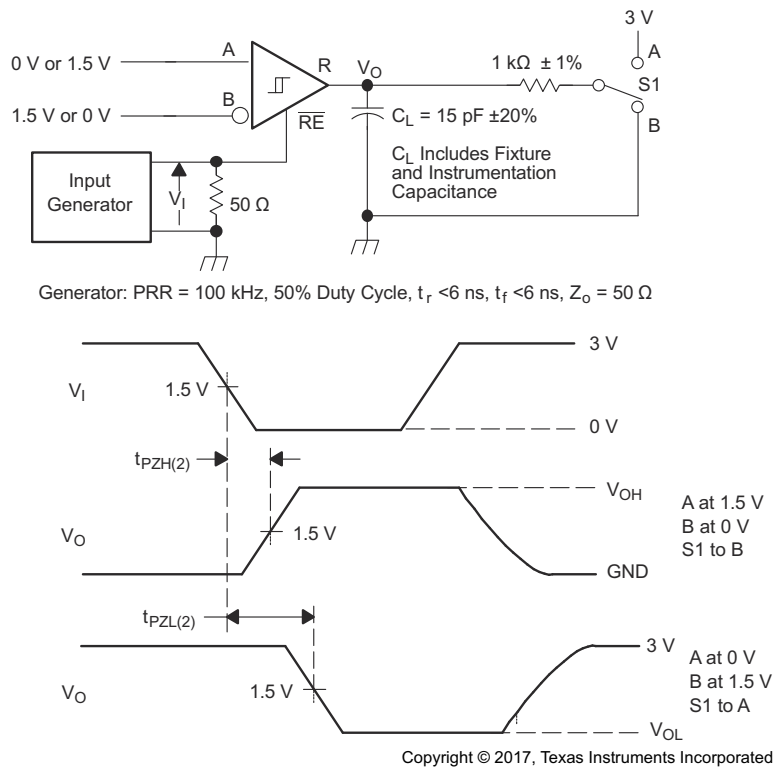 3 V
A
S1
B
0 V or 1.5 V
A
R
V_O
1 kΩ ± 1%
1.5 V or 0 V
B
RE
C_L = 15 pF ±20%
C_L Includes Fixture
and Instrumentation
Capacitance
Input
Generator
V_I
50 Ω
Generator: PRR = 100 kHz, 50% Duty Cycle, t_r <6 ns, t_f <6 ns, Z_o = 50 Ω
3 V
V_I
1.5 V
0 V
t_PZH(2)
V_OH
V_O
1.5 V
A at 1.5 V
B at 0 V
S1 to B
GND
t_PZL(2)
3 V
V_O
1.5 V
A at 0 V
B at 1.5 V
S1 to A
V_OL
Copyright © 2017, Texas Instruments Incorporated